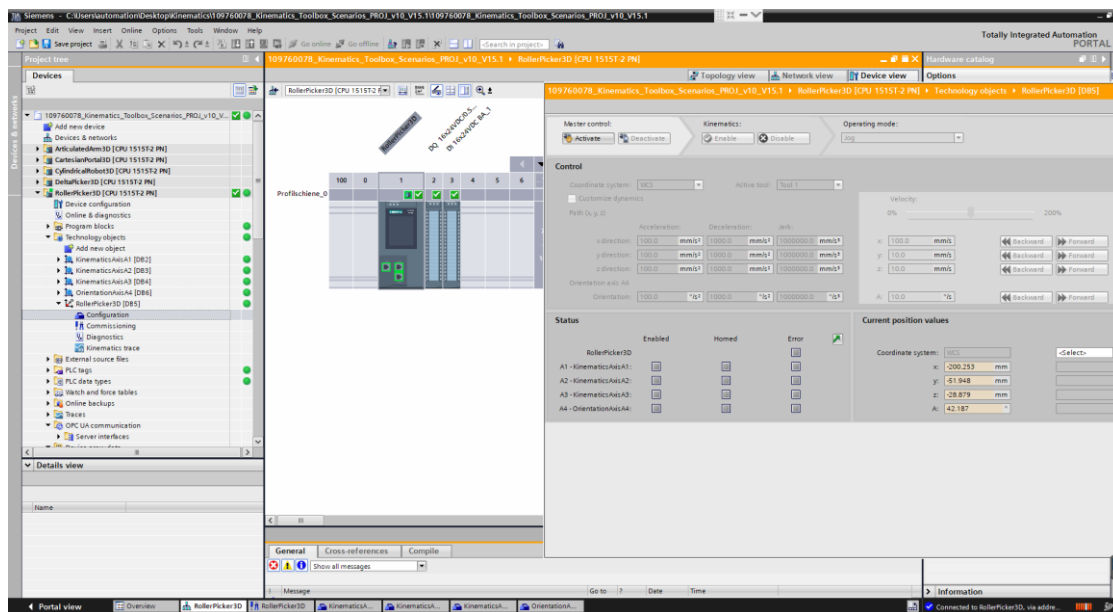 Siemens - C:\Users\automation\Desktop\Kinematics\109760078_Kinematics_Toolbox_Scenarios_PROJ_v10_V15.1\109760078_Kinematics_Toolbox_Scenarios_PROJ_v10_V15.1
Project Edit View Insert Online Options Tools Window Help
Totally Integrated Automation
PORTAL
Save project Go online Go offline <Search in project>
Project tree
109760078_Kinematics_Toolbox_Scenarios_PROJ_v10_V15.1 RollerPicker3D [CPU 1515T-2 PN]
Hardware catalog
Devices
Topology view Network view Device view Options
RollerPicker3D [CPU 1515T-2
109760078_Kinematics_Toolbox_Scenarios_PROJ_v10_V15.1 RollerPicker3D [CPU 1515T-2 PN] Technology objects RollerPicker3D [DB5]
Devices & networks
109760078_Kinematics_Toolbox_Scenarios_PROJ_v10_V...
Add new device
Devices & networks
ArticulatedArm3D [CPU 1515T-2 PN]
CartesianPortal3D [CPU 1515T-2 PN]
CylindricalRobot3D [CPU 1515T-2 PN]
DeltaPicker3D [CPU 1515T-2 PN]
RollerPicker3D [CPU 1515T-2 PN]
Device configuration
Online & diagnostics
Program blocks
Technology objects
Add new object
KinematicsAxisA1 [DB2]
KinematicsAxisA2 [DB3]
KinematicsAxisA3 [DB4]
OrientationAxisA4 [DB6]
RollerPicker3D [DB5]
Configuration
Commissioning
Diagnostics
Kinematics trace
External source files
PLC tags
PLC data types
Watch and force tables
Online backups
Traces
OPC UA communication
Server interfaces
Details view
Name
RollerPicker3D
DQ 16x24VDC/0.5...
DI 16x24VDC BA_1
100 0 1 2 3 4 5 6
Profilschiene_0
Master control: Kinematics: Operating mode:
Activate Deactivate Enable Disable Jog
Control
Coordinate system: WCS Active tool: Tool 1
Customize dynamics
Velocity:
Path (x, y, z)
0% 200%
Acceleration: Deceleration: Jerk:
x direction: 100.0 mm/s² 1000.0 mm/s² 1000000.0 mm/s³ x: 100.0 mm/s Backward Forward
y direction: 100.0 mm/s² 1000.0 mm/s² 1000000.0 mm/s³ y: 100.0 mm/s Backward Forward
z direction: 100.0 mm/s² 1000.0 mm/s² 1000000.0 mm/s³ z: 100.0 mm/s Backward Forward
Orientation axis A4
Orientation: 100.0 °/s² 1000.0 °/s² 1000000.0 °/s³ A: 10.0 °/s Backward Forward
Status
Current position values
Enabled Homed Error
RollerPicker3D
Coordinate system: WCS <Select>
A1 - KinematicsAxisA1:
x: -200.253 mm
A2 - KinematicsAxisA2:
y: -51.948 mm
A3 - KinematicsAxisA3:
z: -28.879 mm
A4 - OrientationAxisA4:
A: 42.187 °
General Cross-references Compile
Show all messages
! Message Go to ? Date Time
Information
Portal view Overview RollerPicker3D RollerPicker3D KinematicsA... KinematicsA... KinematicsA... OrientationA... Connected to RollerPicker3D, via addre...